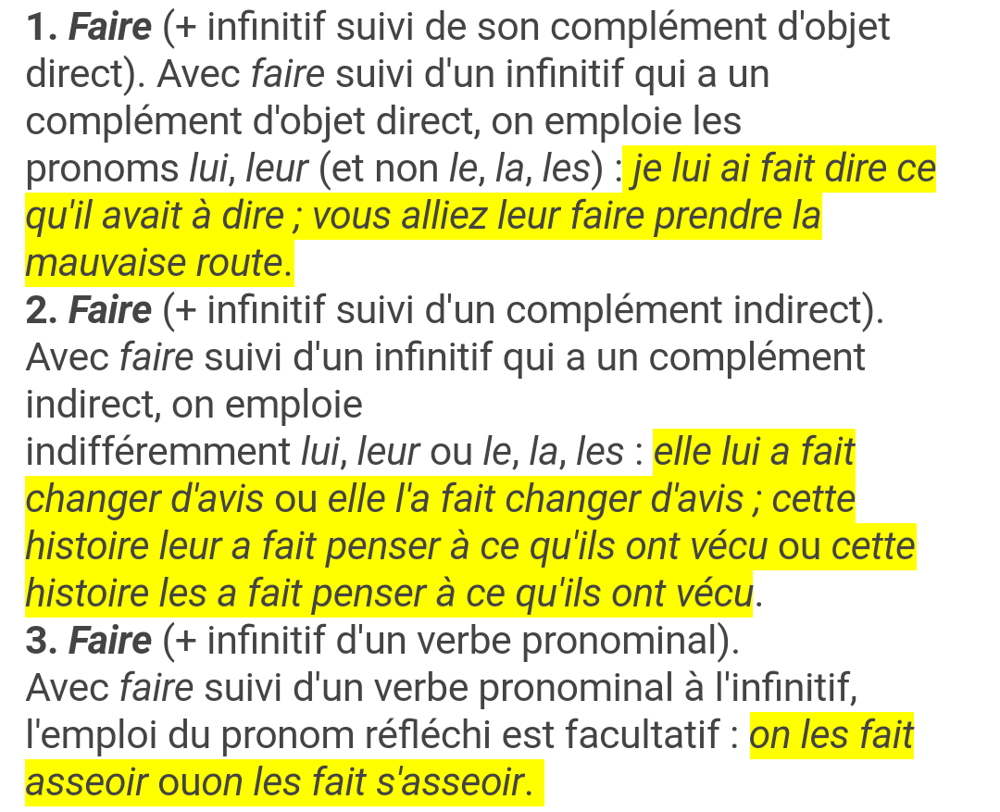 1. Faire (+ infinitif suivi de son complément d'objet
direct). Avec faire suivi d'un infinitif qui a un
complément d'objet direct, on emploie les
pronoms lui, leur (et non le, la, les) : je lui ai fait dire ce
qu'il avait à dire ; vous alliez leur faire prendre la
mauvaise route.
2. Faire (+ infinitif suivi d'un complément indirect).
Avec faire suivi d'un infinitif qui a un complément
indirect, on emploie
indifféremment lui, leur ou le, la, les : elle lui a fait
changer d'avis ou elle l'a fait changer d'avis ; cette
histoire leur a fait penser à ce qu'ils ont vécu ou cette
histoire les a fait penser à ce qu'ils ont vécu.
3. Faire (+ infinitif d'un verbe pronominal).
Avec faire suivi d'un verbe pronominal à l'infinitif,
l'emploi du pronom réfléchi est facultatif : on les fait
asseoir ouon les fait s'asseoir.